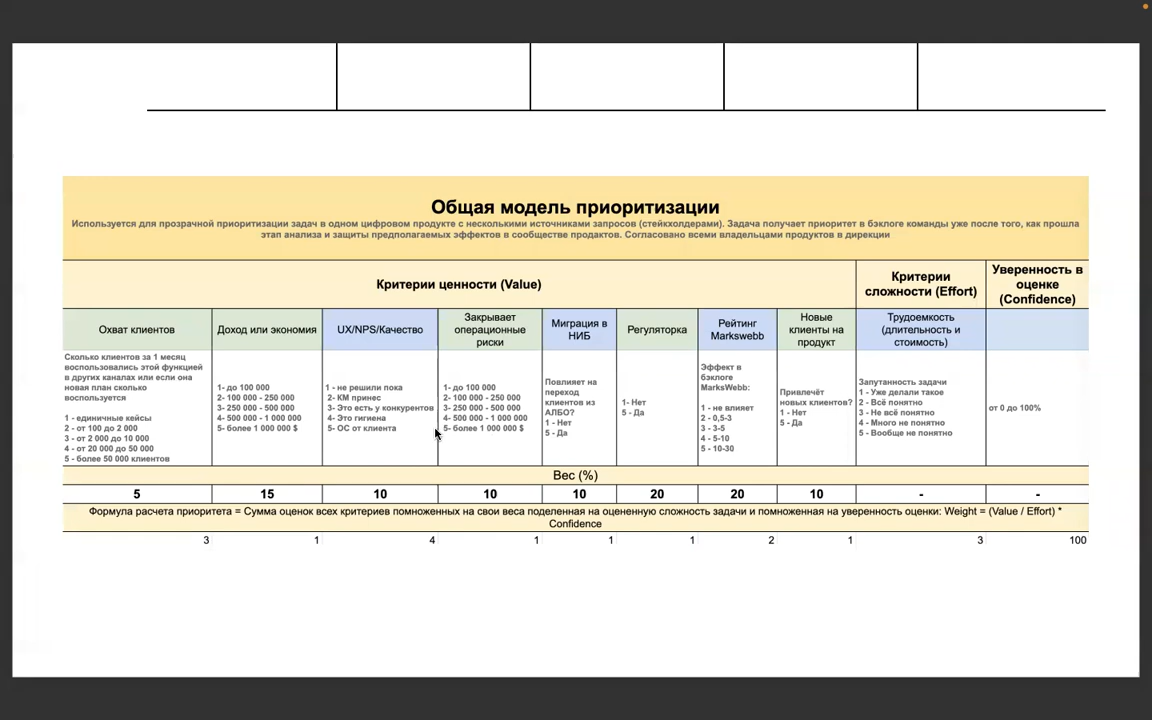 Общая модель приоритизации
Используется для прозрачной приоритизации задач в одном цифровом продукте с несколькими источниками запросов (стейкхолдерами). Задача получает приоритет в бэклоге команды уже после того, как прошла
этап анализа и защиты предполагаемых эффектов в сообществе продактов. Согласовано всеми владельцами продуктов в дирекции
Критерии ценности (Value)
Критерии
сложности (Effort)
Уверенность в
оценке
(Confidence)
Охват клиентов
Доход или экономия
UX/NPS/Качество
Закрывает
операционные
риски
Миграция в
НИБ
Регуляторка
Рейтинг
Markswebb
Новые
клиенты на
продукт
Трудоемкость
(длительность и
стоимость)
Сколько клиентов за 1 месяц
воспользовались этой функцией
в других каналах или если она
новая план сколько
воспользуется
1 - единичные кейсы
2 - от 100 до 2 000
3 - от 2 000 до 10 000
4 - от 20 000 до 50 000
5 - более 50 000 клиентов
1- до 100 000
2- 100 000 - 250 000
3- 250 000 - 500 000
4- 500 000 - 1 000 000
5- более 1 000 000 $
1 - не решили пока
2- КМ принес
3- Это есть у конкурентов
4- Это гигиена
5- ОС от клиента
1- до 100 000
2- 100 000 - 250 000
3- 250 000 - 500 000
4- 500 000 - 1 000 000
5- более 1 000 000 $
Повлияет на
переход
клиентов из
АЛБО?
1 - Нет
5 - Да
1- Нет
5 - Да
Эффект в
бэклоге
MarksWebb:
1 - не влияет
2 - 0,5-3
3 - 3-5
4 - 5-10
5 - 10-30
Привлечёт
новых клиентов?
1 - Нет
5 - Да
Запутанность задачи
1 - Уже делали такое
2 - Всё понятно
3 - Не всё понятно
4 - Много не понятно
5 - Вообще не понятно
от 0 до 100%
Вес (%)
5 15 10 10 10 20 20 10 - -
Формула расчета приоритета = Сумма оценок всех критериев помноженных на свои веса поделенная на оцененную сложность задачи и помноженная на уверенность оценки: Weight = (Value / Effort) *
Confidence
3 1 4 1 1 1 2 1 3 100